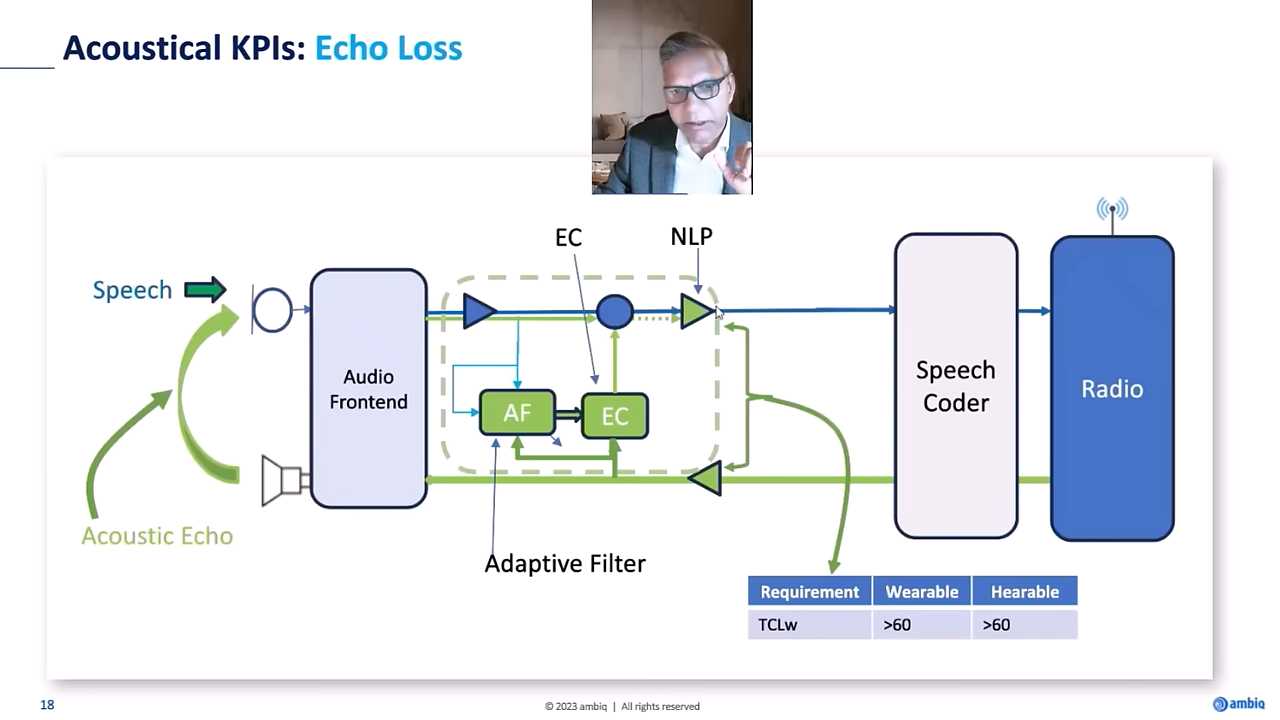 Acoustical KPIs: Echo Loss
EC
NLP
Speech
Audio
Frontend
AF
EC
Speech
Coder
Radio
Acoustic Echo
Adaptive Filter
Requirement Wearable Hearable
TCLw >60 >60
18
© 2023 ambiq | All rights reserved
ambiq